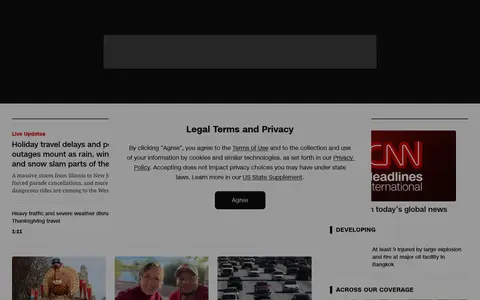 Live Updates
Holiday travel delays and po
outages mount as rain, win
and snow slam parts of the
A massive storm from Illinois to New J
forced parade cancellations, and more
dangerous rides are coming to the Wes
Heavy traffic and severe weather disru
Thanksgiving travel
1:11
Legal Terms and Privacy
By clicking "Agree", you agree to the Terms of Use and to the collection and use
of your information by cookies and similar technologies, as set forth in our Privacy
Policy. Accepting does not impact privacy choices you may have under state
laws. Learn more in our US State Supplement.
Agree
CNN
eadlines
nternational
n today's global news
DEVELOPING
At least 9 injured by large explosion
and fire at major oil facility in
Bangkok
ACROSS OUR COVERAGE